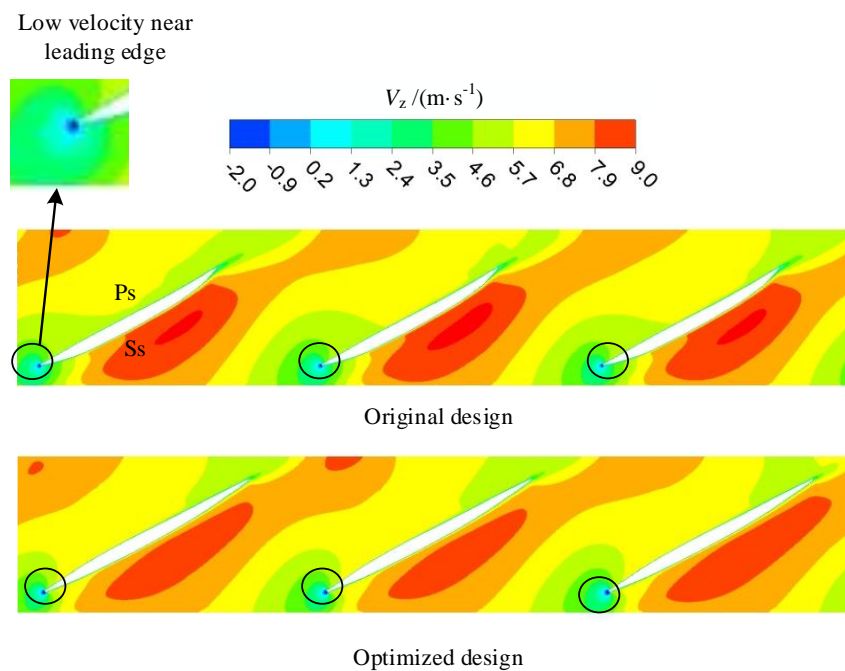 Low velocity near
leading edge
Vz /(m· s-1)
-2.0 -0.9 0.2 1.3 2.4 3.5 4.6 5.7 6.8 7.9 9.0
Ps
Ss
Original design
Optimized design